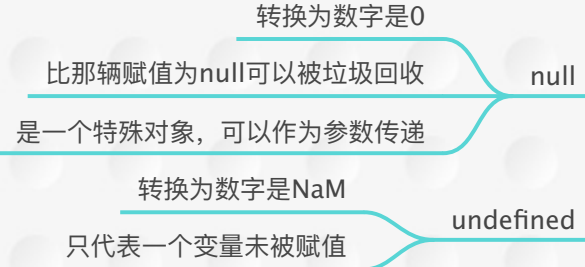 转换为数字是0
比那辆赋值为null可以被垃圾回收
null
是一个特殊对象，可以作为参数传递
转换为数字是NaM
undefined
只代表一个变量未被赋值